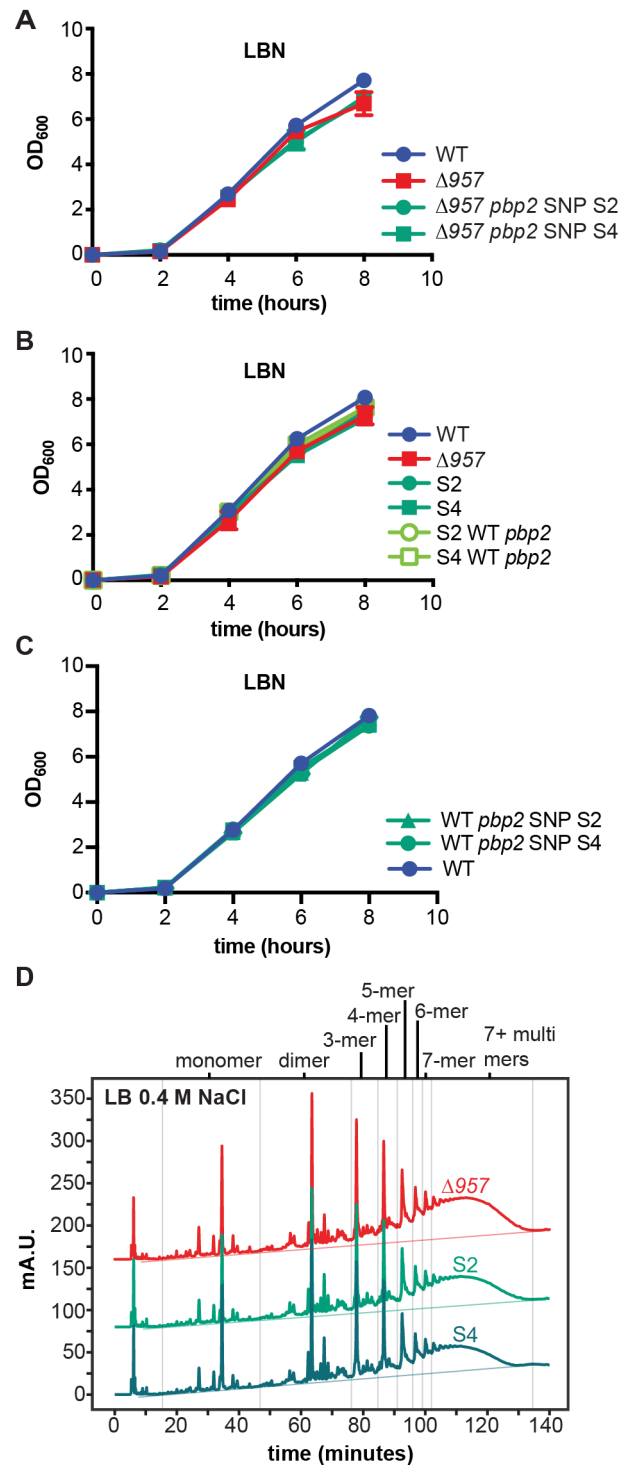 A
LBN
10
8
6
4
2
0
OD600
0 2 4 6 8 10
time (hours)
WT
Δ957
Δ957 pbp2 SNP S2
Δ957 pbp2 SNP S4
B
LBN
10
8
6
4
2
0
OD600
0 2 4 6 8 10
time (hours)
WT
Δ957
S2
S4
S2 WT pbp2
S4 WT pbp2
C
LBN
10
8
6
4
2
0
OD600
0 2 4 6 8 10
time (hours)
WT pbp2 SNP S2
WT pbp2 SNP S4
WT
D
monomer
dimer
3-mer
4-mer
5-mer
6-mer
7-mer
7+ multi
mers
LB 0.4 M NaCl
350
300
250
200
150
100
50
0
mA.U.
Δ957
S2
S4
0 20 40 60 80 100 120 140
time (minutes)